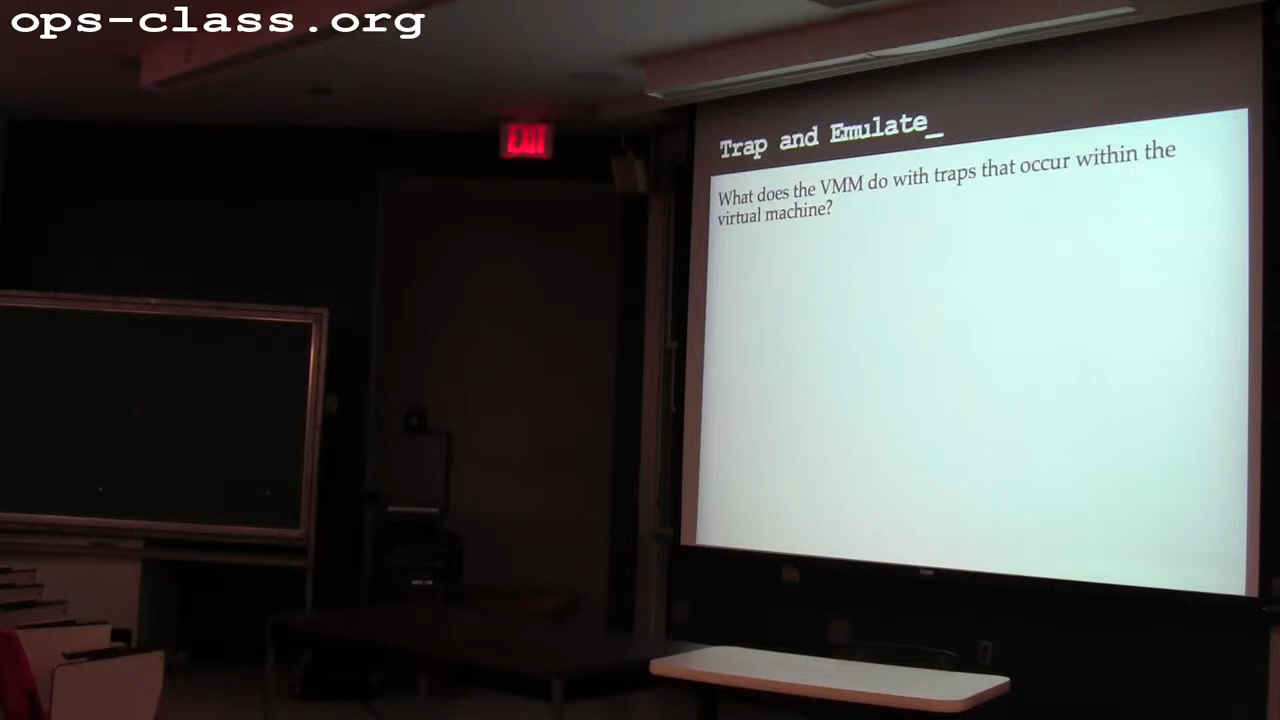 ops-class.org
EXIT
Trap and Emulate_
What does the VMM do with traps that occur within the
virtual machine?